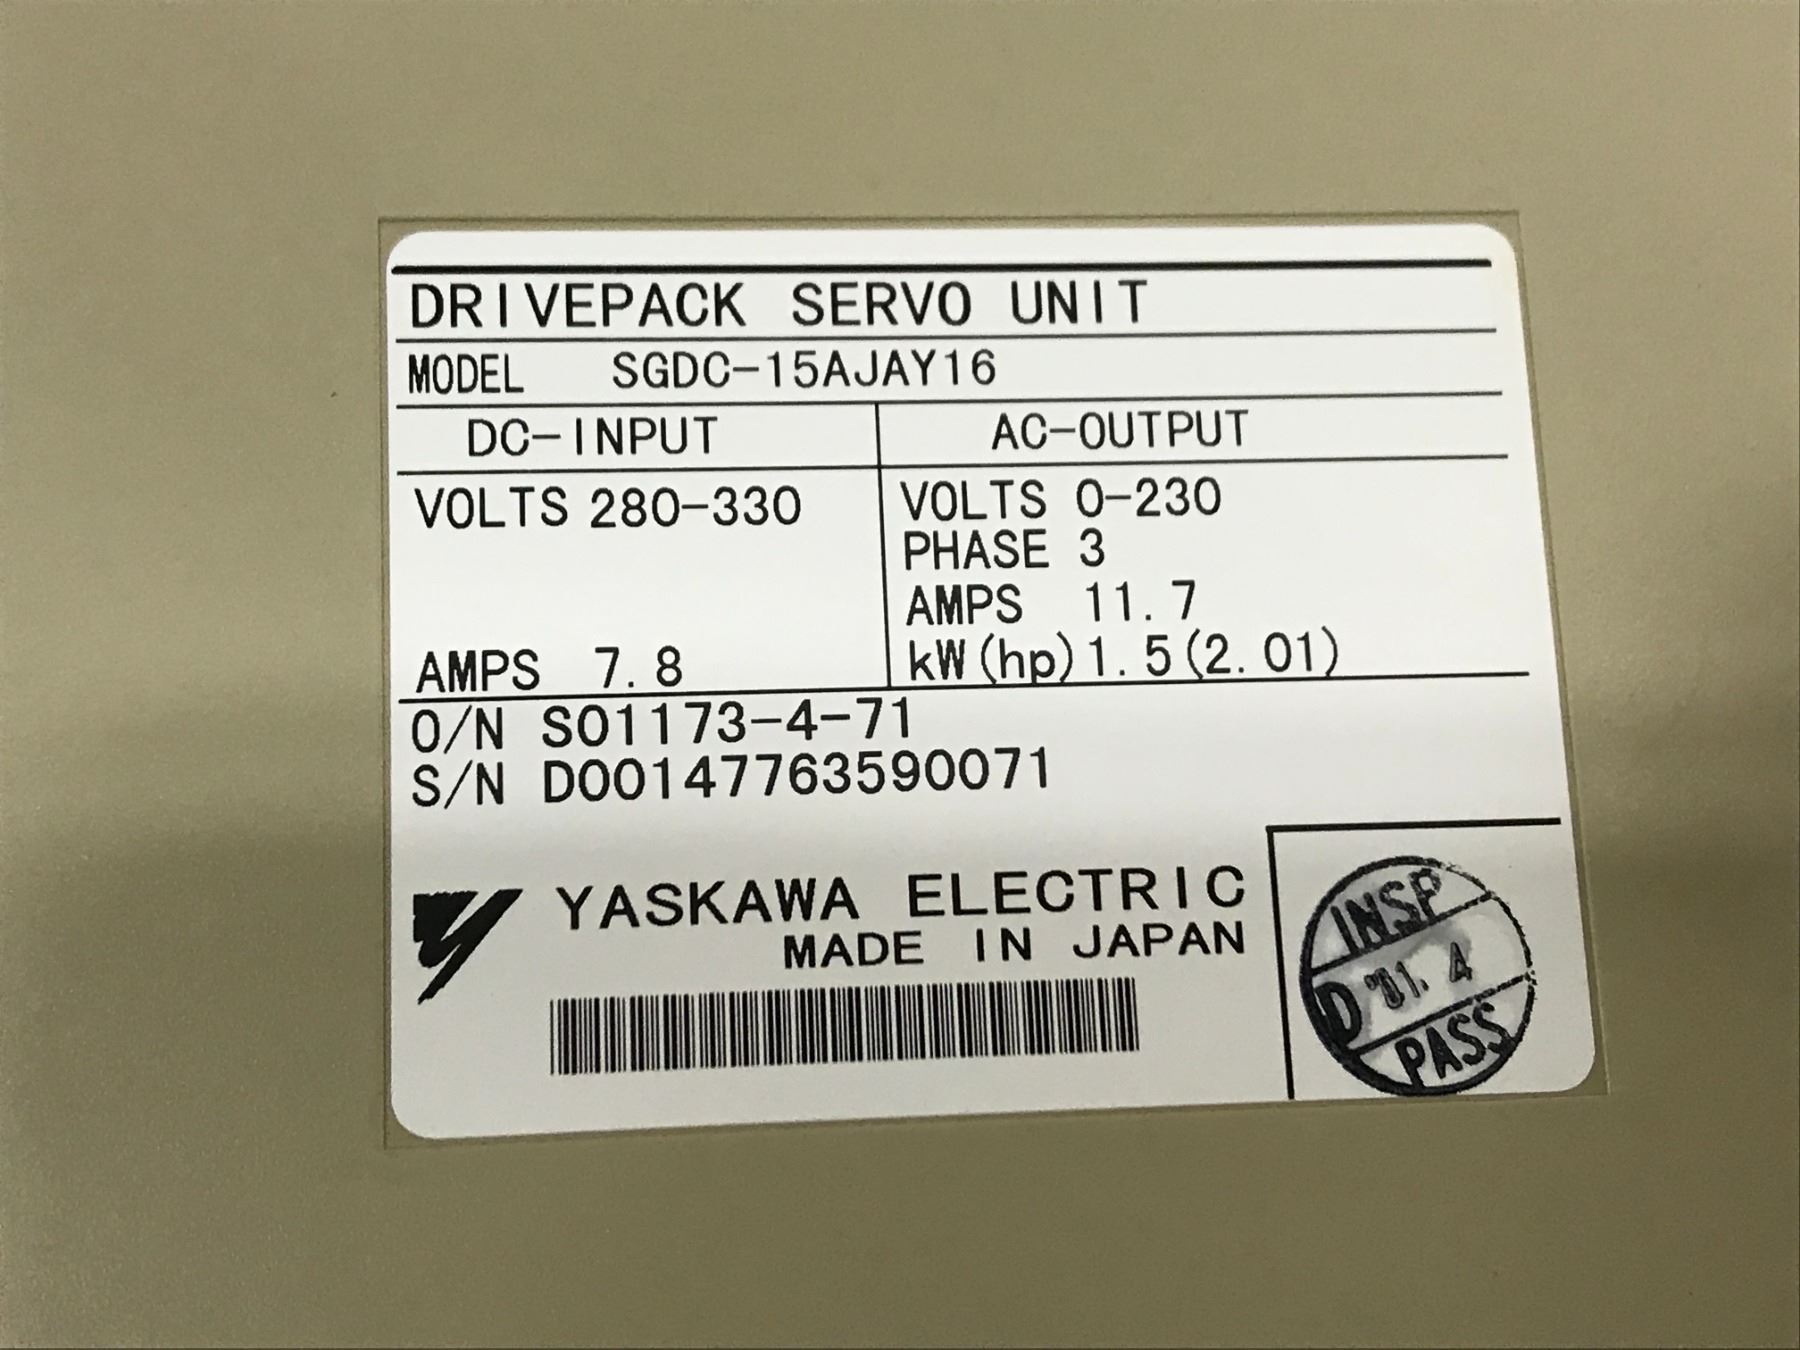 DRIVEPACK SERVO UNIT
MODEL SGDC-15AJAY16
DC-INPUT
VOLTS 280-330
AMPS 7.8
AC-OUTPUT
VOLTS 0-230
PHASE 3
AMPS 11.7
kW(hp)1.5(2.01)
O/N S01173-4-71
S/N D00147763590071
YASKAWA ELECTRIC
MADE IN JAPAN
INSP
D '01. 4
PASS